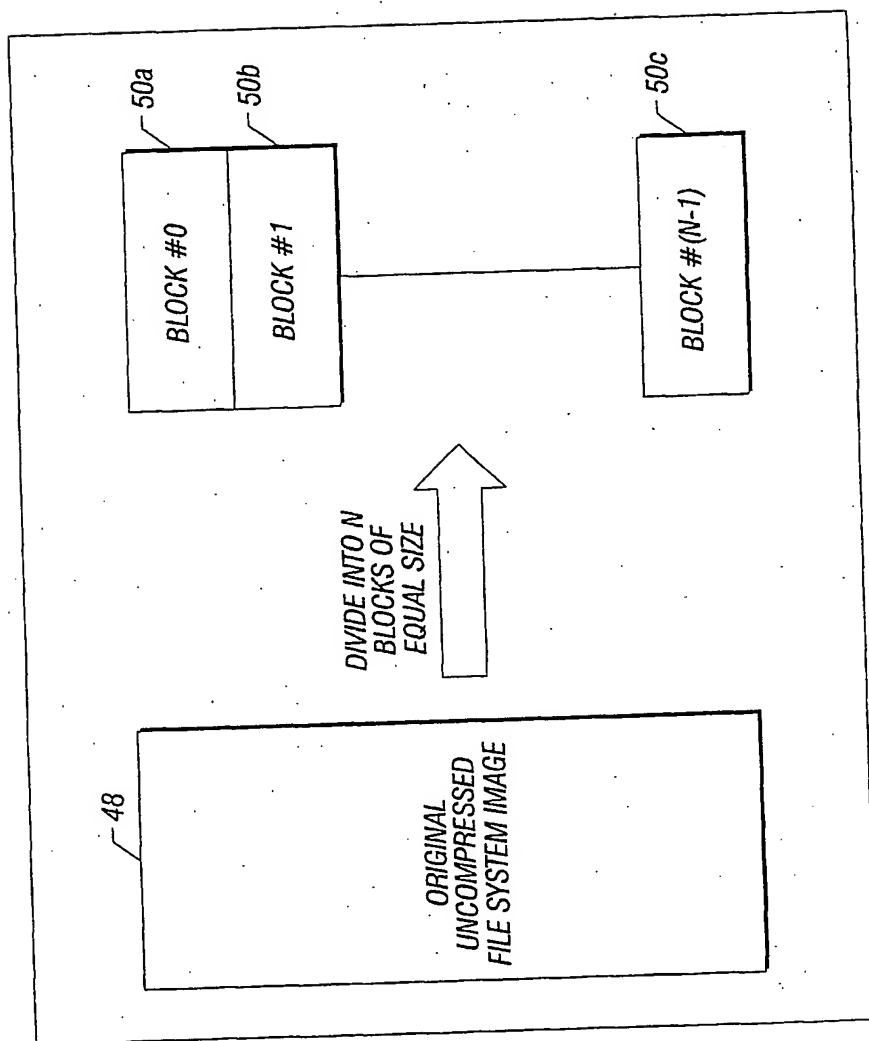 48
ORIGINAL
UNCOMPRESSED
FILE SYSTEM IMAGE
DIVIDE INTO N
BLOCKS OF
EQUAL SIZE
50a
BLOCK #0
50b
BLOCK #1
50c
BLOCK #(N-1)